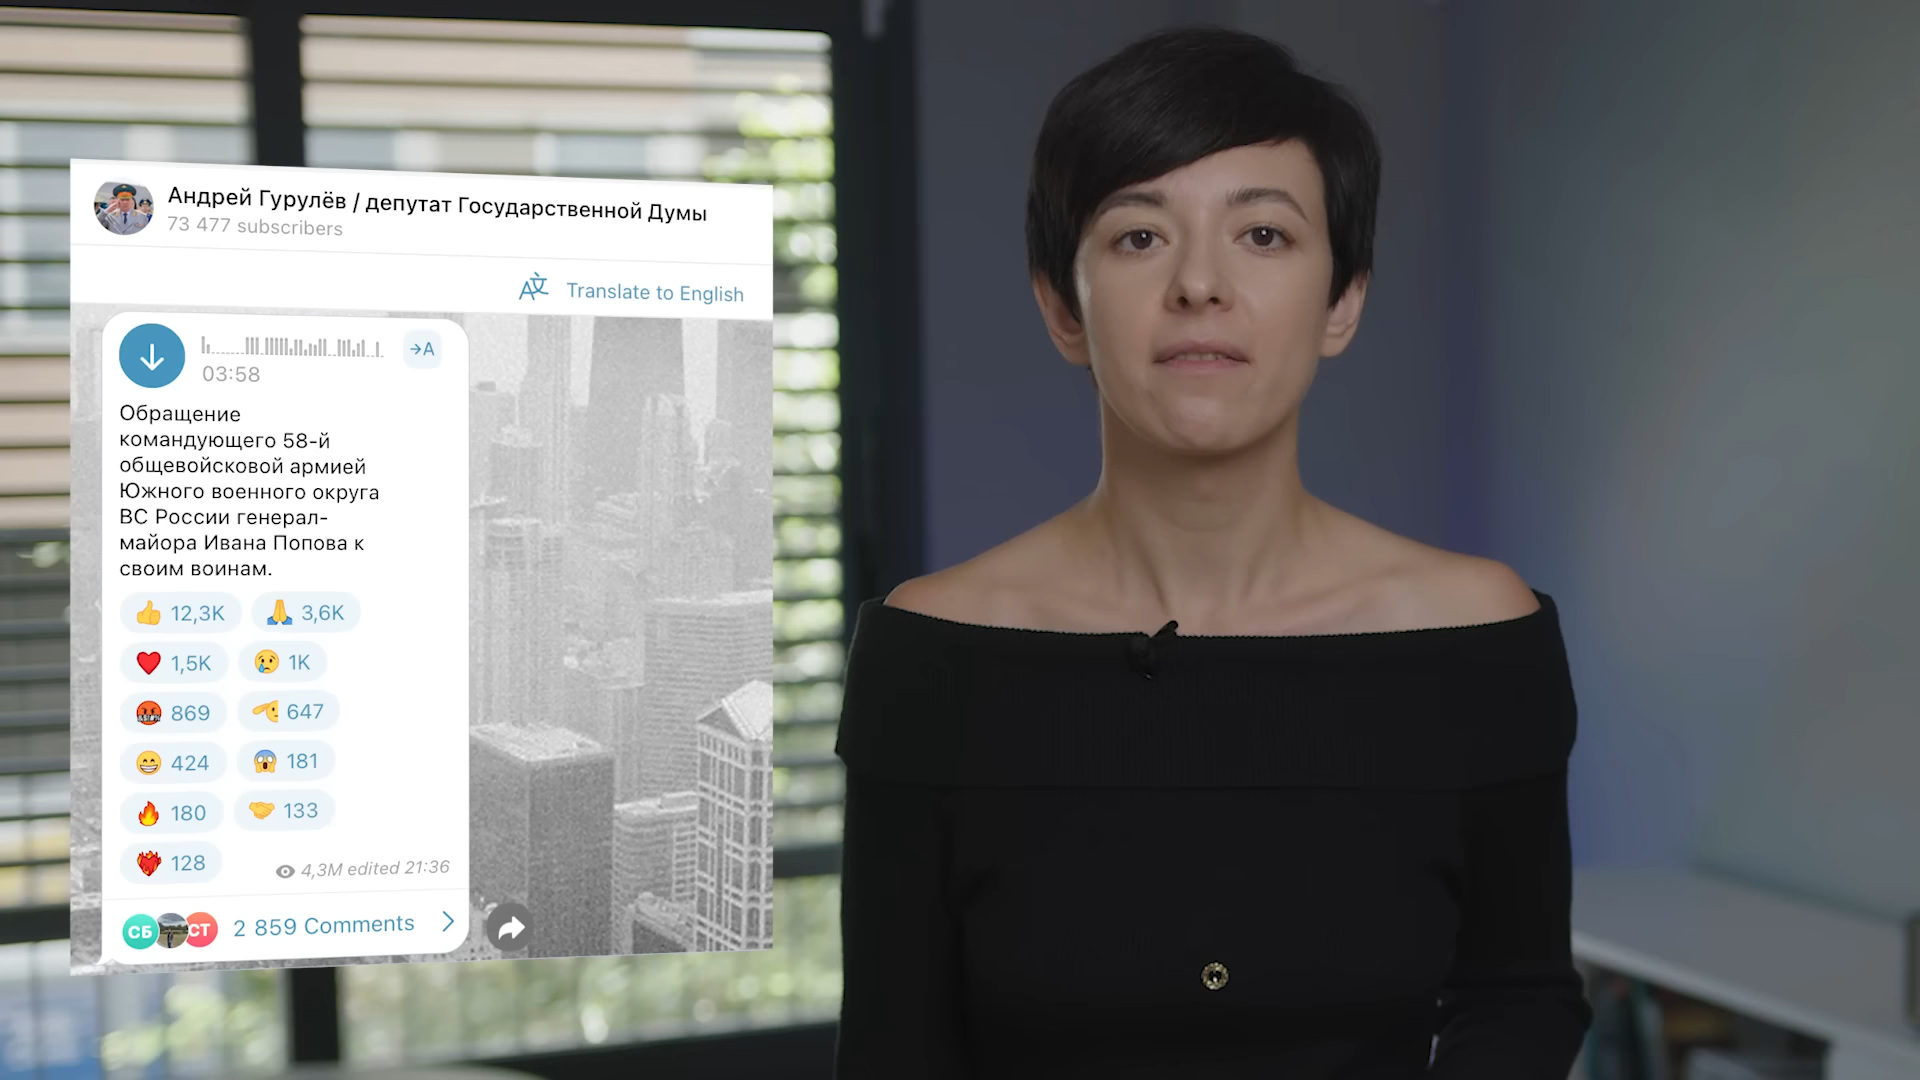 Андрей Гурулёв / депутат Государственной Думы
73 477 subscribers
Translate to English
03:58
→A
Обращение
командующего 58-й
общевойсковой армией
Южного военного округа
ВС России генерал-
майора Ивана Попова к
своим воинам.
12,3K 3,6K
1,5K 1K
869 647
424 181
180 133
128
4,3M edited 21:36
СБ СТ 2 859 Comments